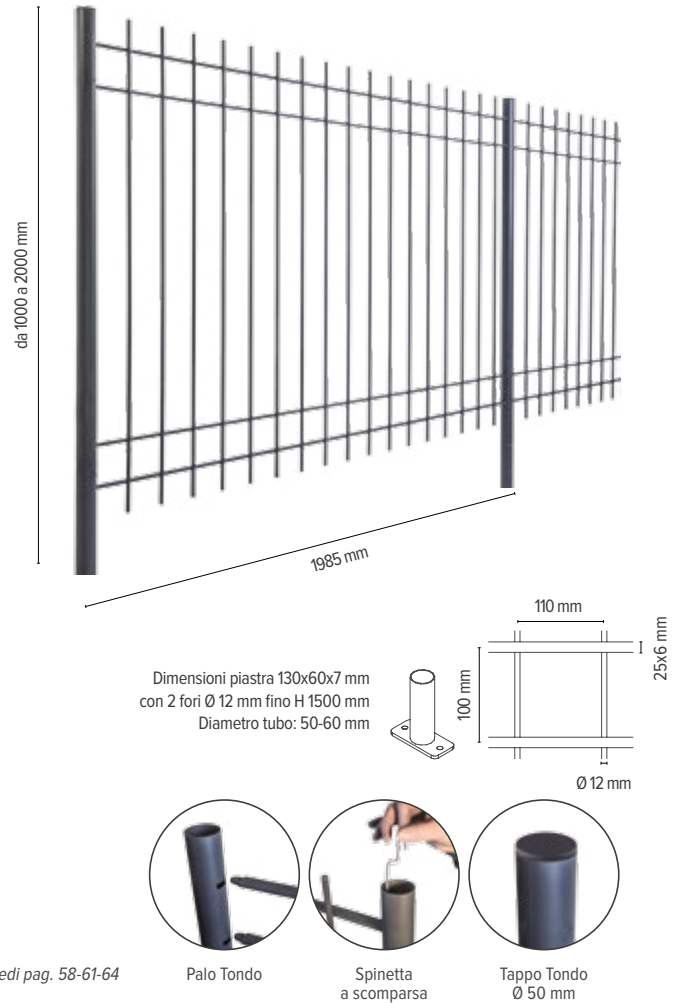 da 1000 a 2000 mm
1985 mm
110 mm
25x6 mm
100 mm
Ø 12 mm
Dimensioni piastra 130x60x7 mm
con 2 fori Ø 12 mm fino H 1500 mm
Diametro tubo: 50-60 mm
edi pag. 58-61-64
Palo Tondo
Spinetta
a scomparsa
Tappo Tondo
Ø 50 mm